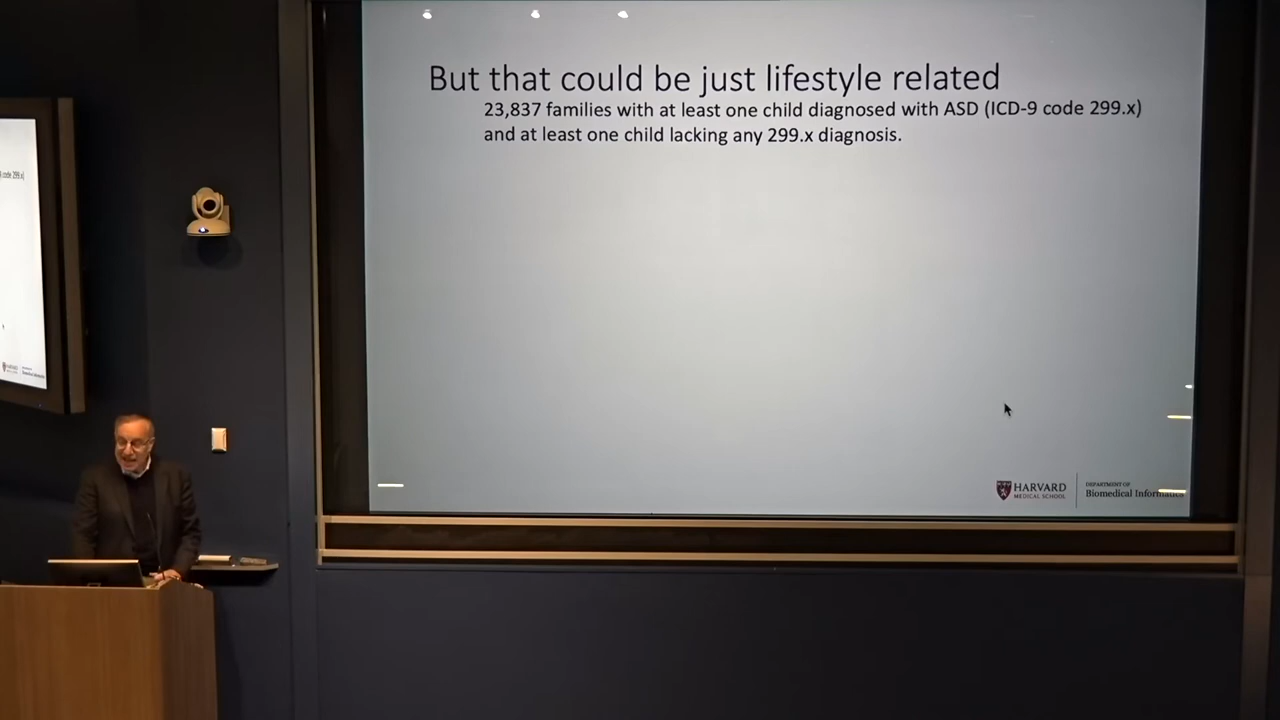 But that could be just lifestyle related
23,837 families with at least one child diagnosed with ASD (ICD-9 code 299.x)
and at least one child lacking any 299.x diagnosis.
code 299.x)
HARVARD
MEDICAL SCHOOL
DEPARTMENT OF
Biomedical Informatics